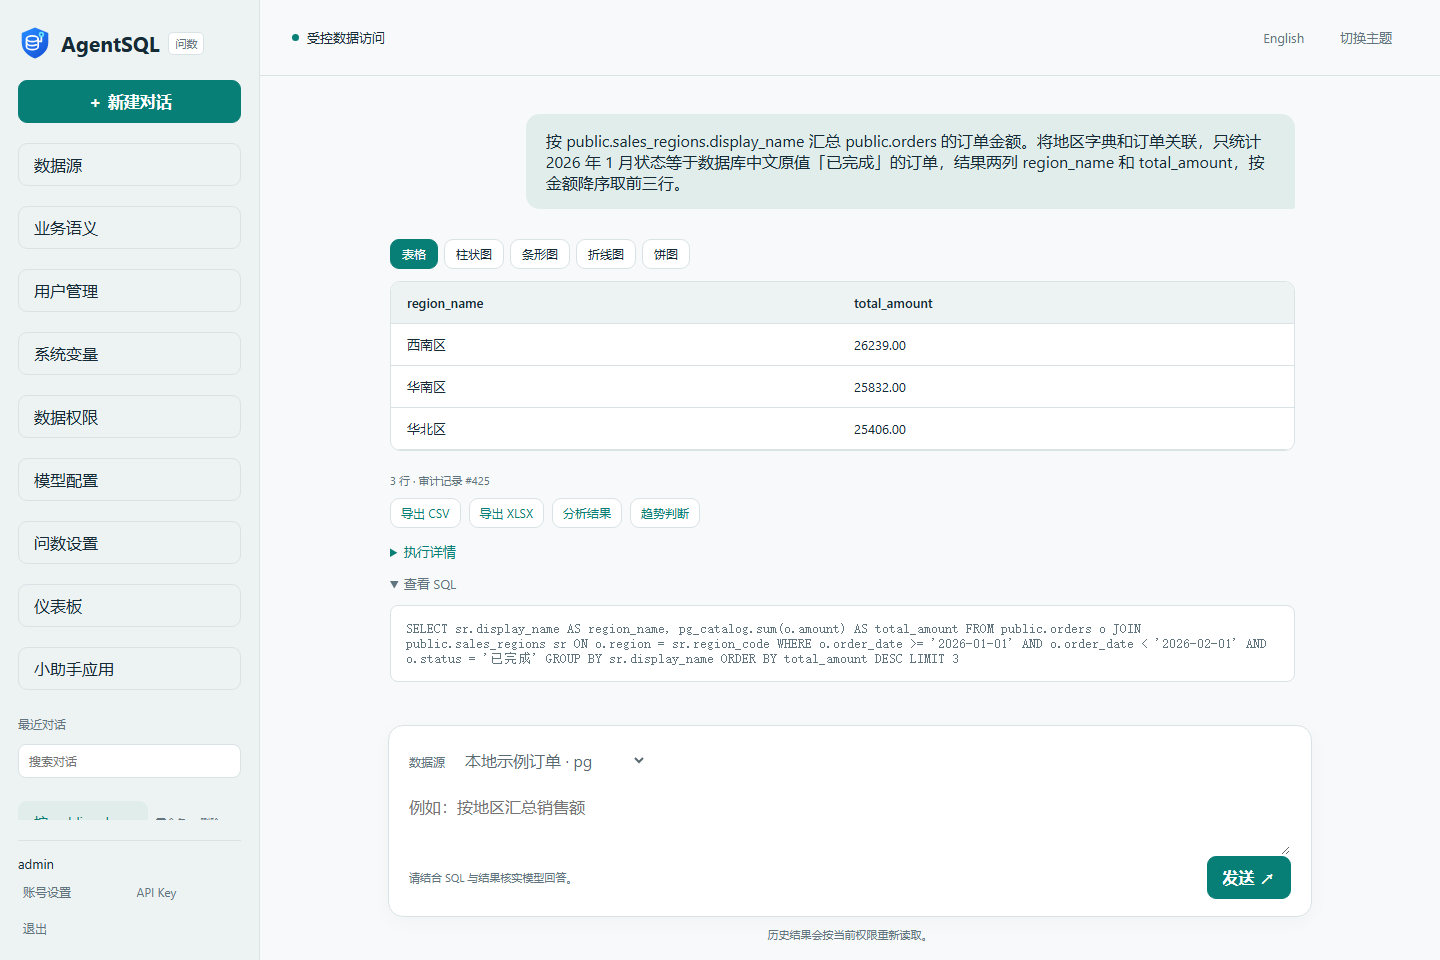 AgentSQL 问数
+ 新建对话
数据源
业务语义
用户管理
系统变量
数据权限
模型配置
问数设置
仪表板
小助手应用
最近对话
搜索对话
admin
账号设置 API Key
退出
受控数据访问
English 切换主题
按 public.sales_regions.display_name 汇总 public.orders 的订单金额。将地区字典和订单关联，只统计
2026 年 1 月状态等于数据库中文原值「已完成」的订单，结果两列 region_name 和 total_amount，按
金额降序取前三行。
表格 柱状图 条形图 折线图 饼图
region_name total_amount
西南区 26239.00
华南区 25832.00
华北区 25406.00
3 行 · 审计记录 #425
导出 CSV 导出 XLSX 分析结果 趋势判断
▶ 执行详情
▼ 查看 SQL
SELECT sr.display_name AS region_name, pg_catalog.sum(o.amount) AS total_amount FROM public.orders o JOIN
public.sales_regions sr ON o.region = sr.region_code WHERE o.order_date >= '2026-01-01' AND o.order_date < '2026-02-01' AND
o.status = '已完成' GROUP BY sr.display_name ORDER BY total_amount DESC LIMIT 3
数据源 本地示例订单 · pg
例如：按地区汇总销售额
请结合 SQL 与结果核实模型回答。
发送 ↗
历史结果会按当前权限重新读取。